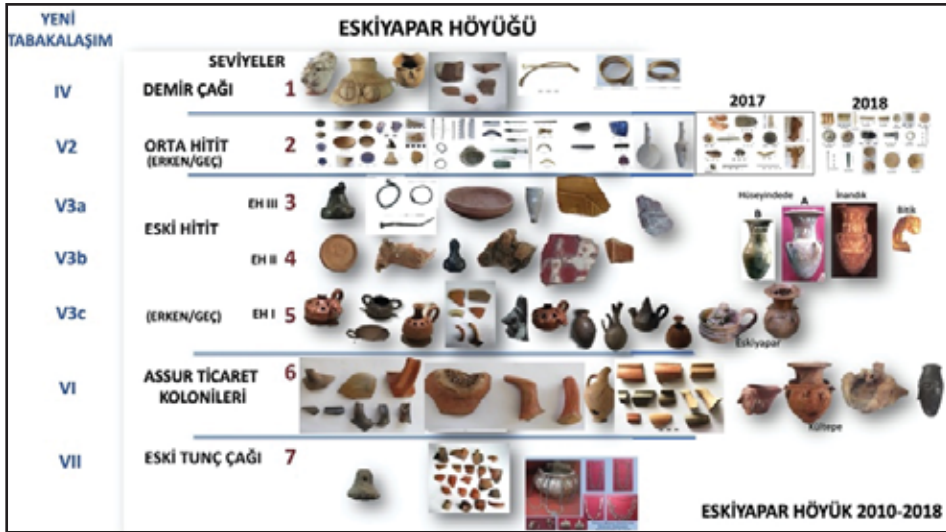 YENİ
TABAKALAŞIM
ESKİYAPAR HÖYÜĞÜ
SEVİYELER
IV DEMİR ÇAĞI 1
2017 2018
V2 ORTA HİTİT 2
(ERKEN/GEÇ)
V3a EH III 3
ESKİ HİTİT
Hüseyindede İnandık
B A Bitik
V3b EH II 4
V3c (ERKEN/GEÇ) EH I 5
Eskiyapar
VI ASSUR TİCARET 6
KOLONİLERİ
Kültepe
VII ESKİ TUNÇ ÇAĞI 7
ESKİYAPAR HÖYÜK 2010-2018